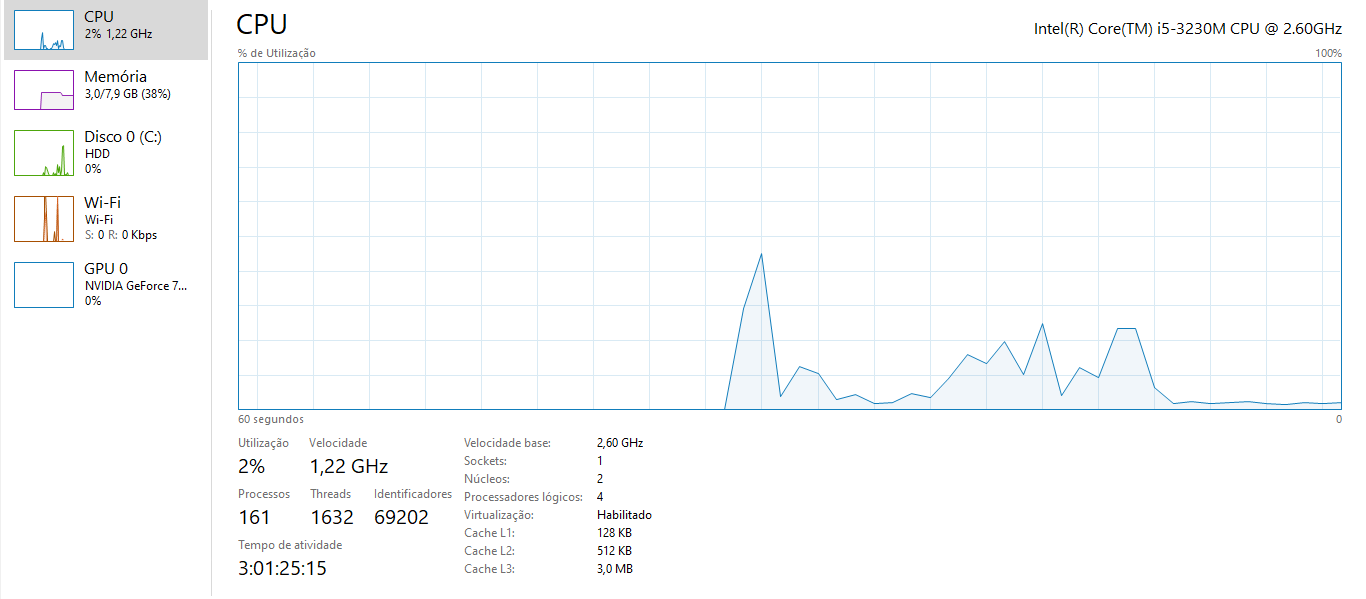 CPU
2% 1,22 GHz
Memória
3,0/7,9 GB (38%)
Disco 0 (C:)
HDD
0%
Wi-Fi
Wi-Fi
S: 0 R: 0 Kbps
GPU 0
NVIDIA GeForce 7...
0%
CPU
Intel(R) Core(TM) i5-3230M CPU @ 2.60GHz
% de Utilização
100%
60 segundos
0
Utilização Velocidade
2% 1,22 GHz
Processos Threads Identificadores
161 1632 69202
Tempo de atividade
3:01:25:15
Velocidade base: 2,60 GHz
Sockets: 1
Núcleos: 2
Processadores lógicos: 4
Virtualização: Habilitado
Cache L1: 128 KB
Cache L2: 512 KB
Cache L3: 3,0 MB